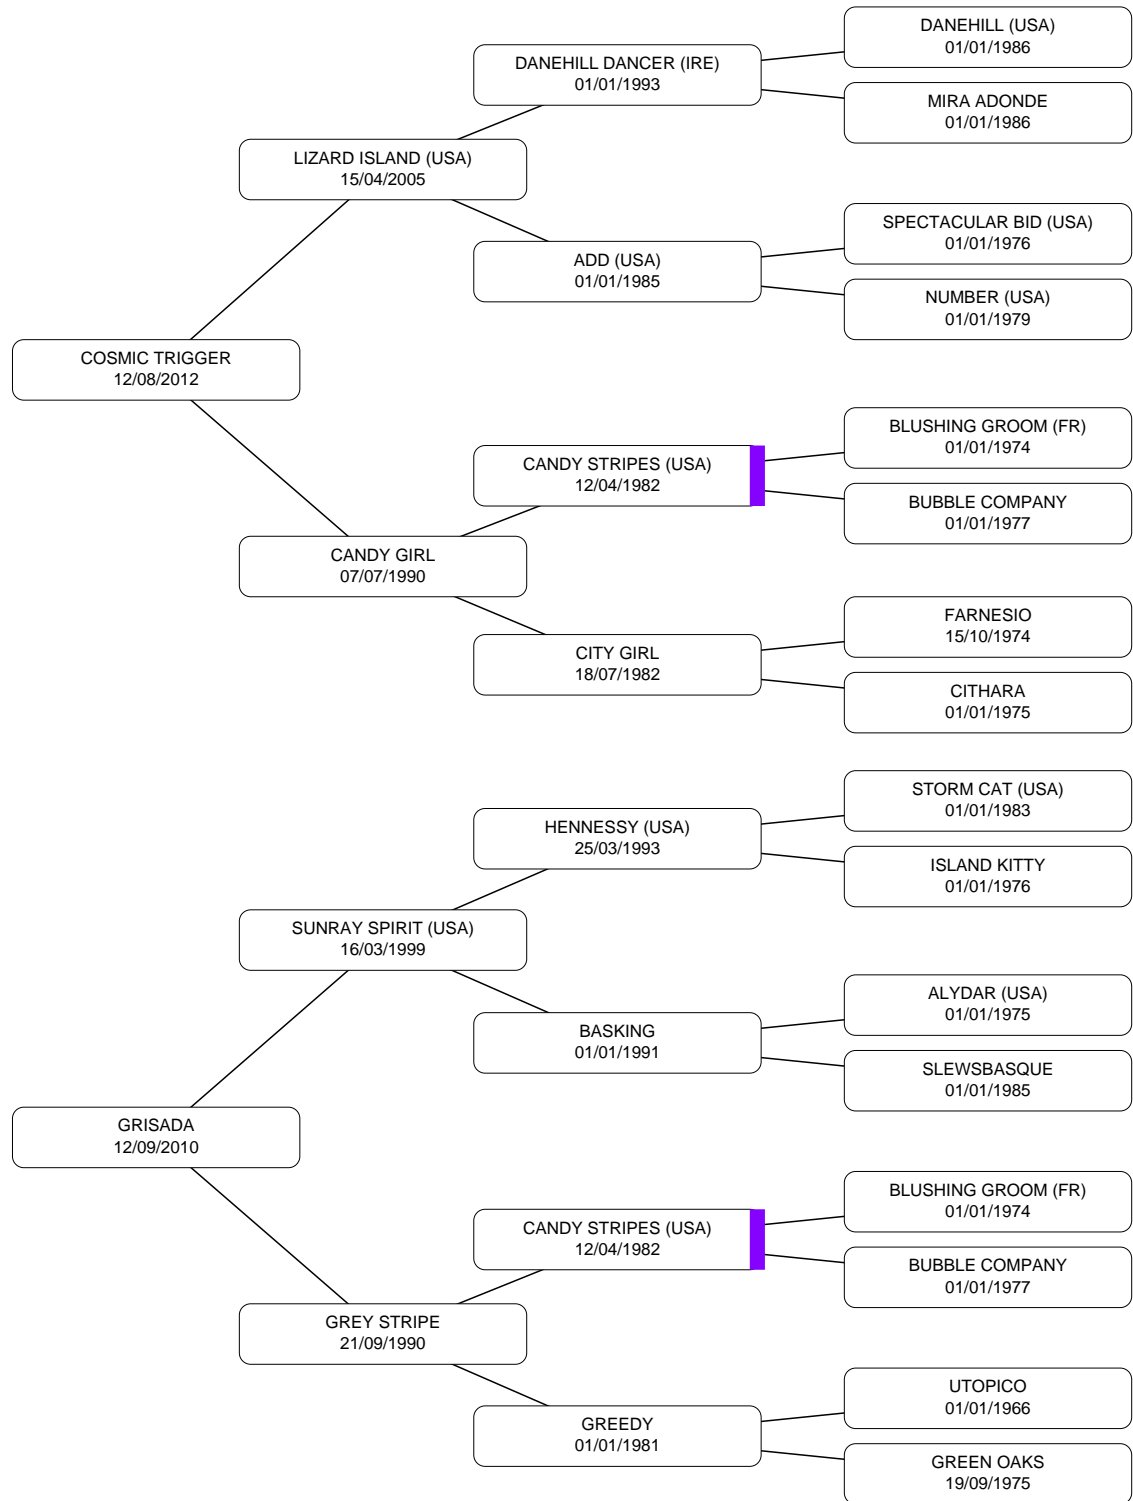 DANEHILL (USA)
01/01/1986
DANEHILL DANCER (IRE)
01/01/1993
MIRA ADONDE
01/01/1986
LIZARD ISLAND (USA)
15/04/2005
SPECTACULAR BID (USA)
01/01/1976
ADD (USA)
01/01/1985
NUMBER (USA)
01/01/1979
COSMIC TRIGGER
12/08/2012
BLUSHING GROOM (FR)
01/01/1974
CANDY STRIPES (USA)
12/04/1982
BUBBLE COMPANY
01/01/1977
CANDY GIRL
07/07/1990
FARNESIO
15/10/1974
CITY GIRL
18/07/1982
CITHARA
01/01/1975
STORM CAT (USA)
01/01/1983
HENNESSY (USA)
25/03/1993
ISLAND KITTY
01/01/1976
SUNRAY SPIRIT (USA)
16/03/1999
ALYDAR (USA)
01/01/1975
BASKING
01/01/1991
SLEWSBASQUE
01/01/1985
GRISADA
12/09/2010
BLUSHING GROOM (FR)
01/01/1974
CANDY STRIPES (USA)
12/04/1982
BUBBLE COMPANY
01/01/1977
GREY STRIPE
21/09/1990
UTOPICO
01/01/1966
GREEDY
01/01/1981
GREEN OAKS
19/09/1975